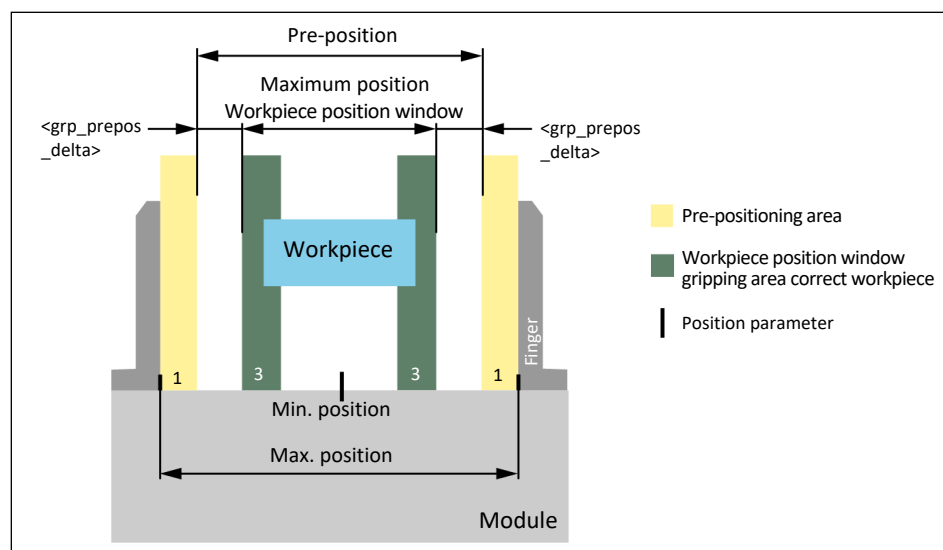 Pre-position
Maximum position
Workpiece position window
<grp_prepos
_delta>
<grp_prepos
_delta>
Workpiece
Pre-positioning area
Workpiece position window
gripping area correct workpiece
Position parameter
Finger
1
3
3
1
Min. position
Max. position
Module